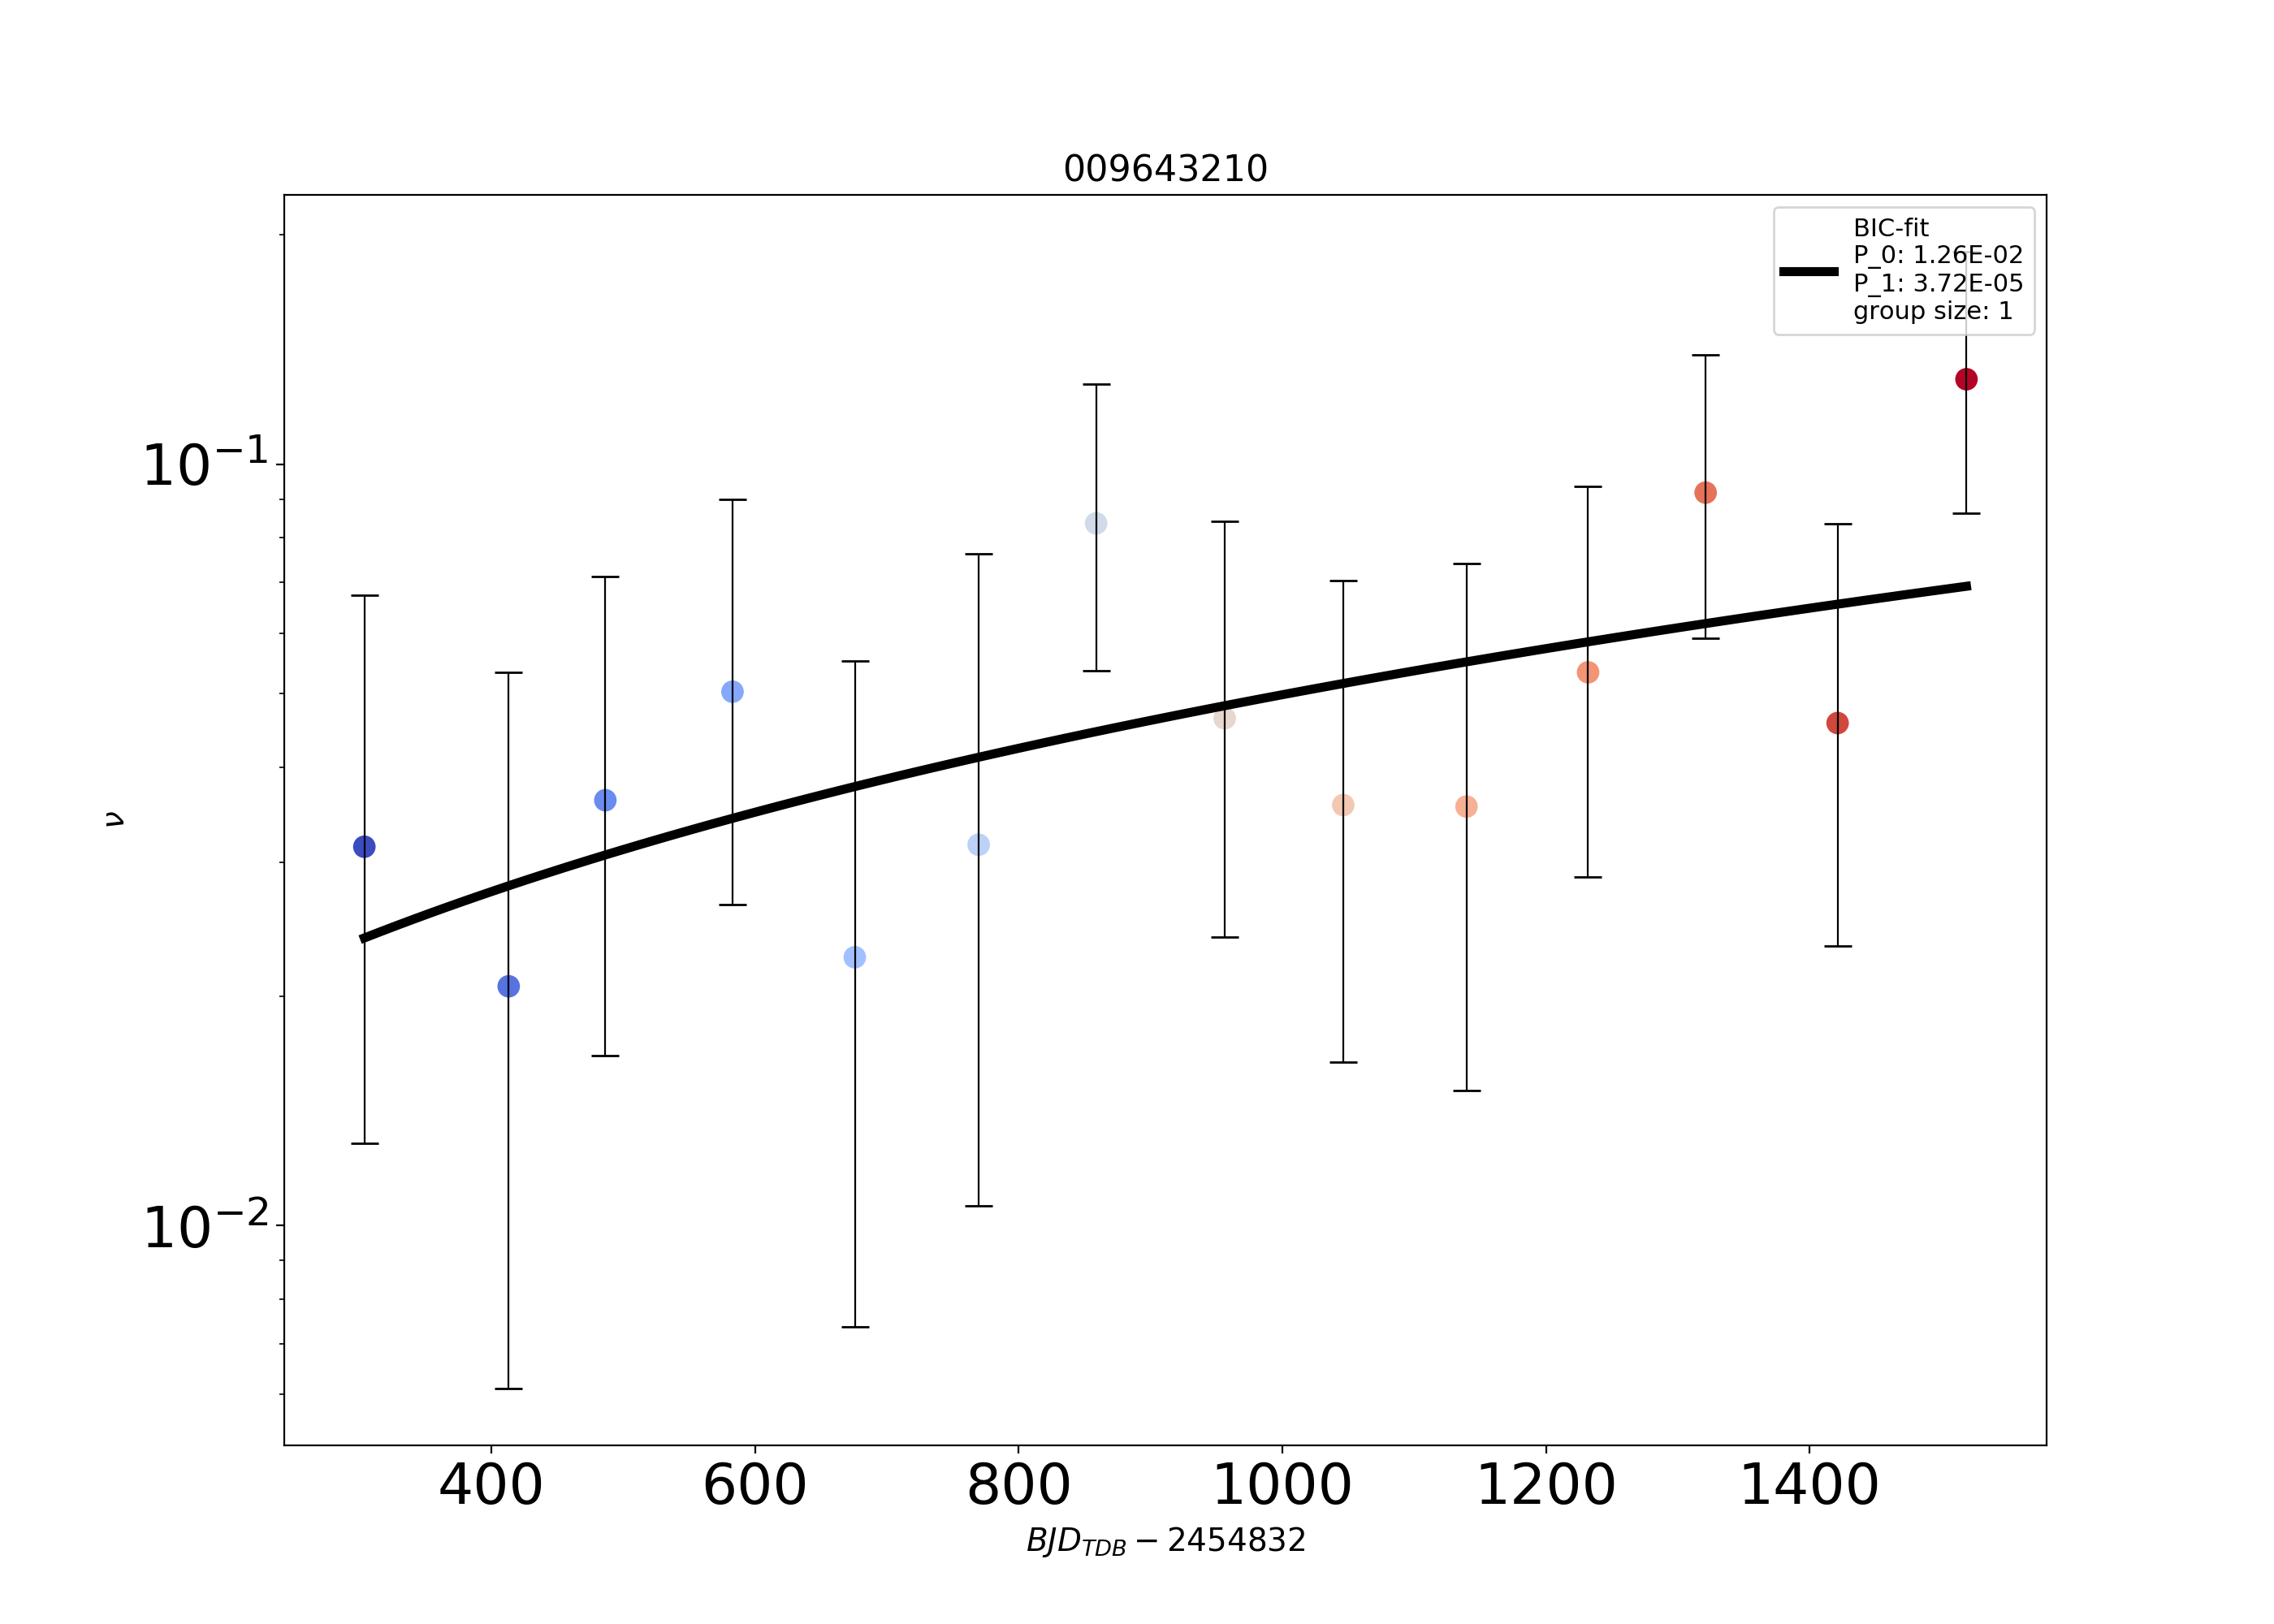 009643210
BIC-fit
P_0: 1.26E-02
P_1: 3.72E-05
group size: 1
10⁻¹
10⁻²
ν
400 600 800 1000 1200 1400
BJD_TDB − 2454832